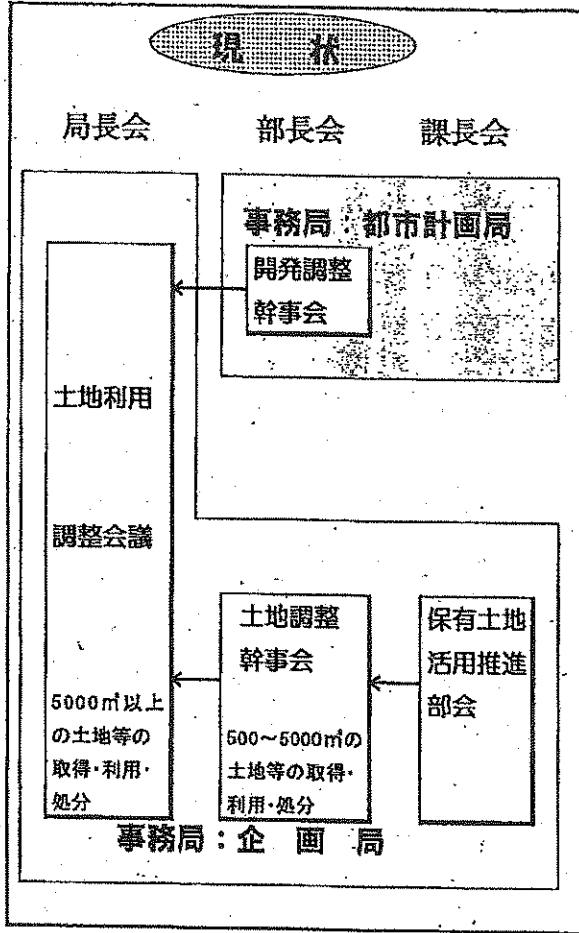 現 状
局長会 部長会 課長会
事務局:都市計画局
開発調整
幹事会
土地利用
調整会議
5000㎡以上
の土地等の
取得・利用・
処分
土地調整
幹事会
500～5000㎡の
土地等の取得・
利用・処分
保有土地
活用推進
部会
事務局：企 画 局